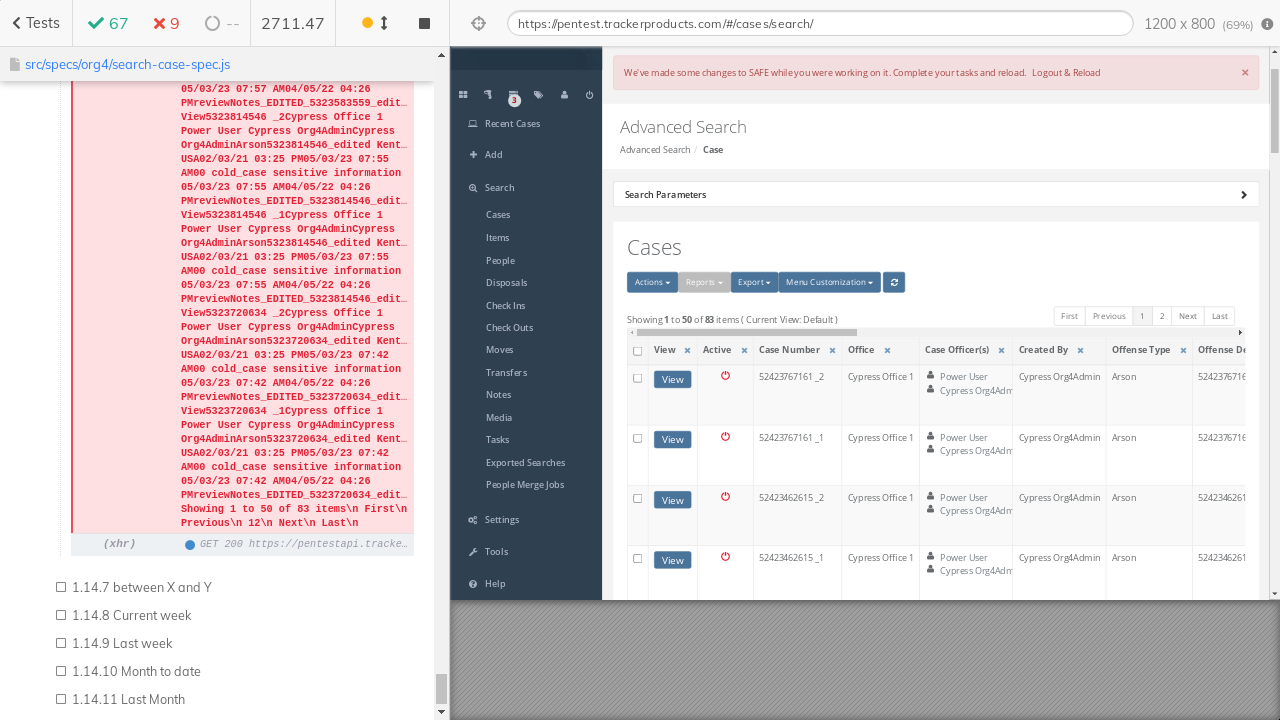 Tests
67
9
--
2711.47
https://pentest.trackerproducts.com/#/cases/search/
1200 x 800 (69%)
src/specs/org4/search-case-spec.js
05/03/23 07:57 AM04/05/22 04:26
PMreviewNotes_EDITED_5323583559_edit…
View5323814546 _2Cypress Office 1
Power User Cypress Org4AdminCypress
Org4AdminArson5323814546_edited Kent…
USA02/03/21 03:25 PM05/03/23 07:55
AM00 cold_case sensitive information
05/03/23 07:55 AM04/05/22 04:26
PMreviewNotes_EDITED_5323814546_edit…
View5323814546 _1Cypress Office 1
Power User Cypress Org4AdminCypress
Org4AdminArson5323814546_edited Kent…
USA02/03/21 03:25 PM05/03/23 07:55
AM00 cold_case sensitive information
05/03/23 07:55 AM04/05/22 04:26
PMreviewNotes_EDITED_5323814546_edit…
View5323720634 _2Cypress Office 1
Power User Cypress Org4AdminCypress
Org4AdminArson5323720634_edited Kent…
USA02/03/21 03:25 PM05/03/23 07:42
AM00 cold_case sensitive information
05/03/23 07:42 AM04/05/22 04:26
PMreviewNotes_EDITED_5323720634_edit…
View5323720634 _1Cypress Office 1
Power User Cypress Org4AdminCypress
Org4AdminArson5323720634_edited Kent…
USA02/03/21 03:25 PM05/03/23 07:42
AM00 cold_case sensitive information
05/03/23 07:42 AM04/05/22 04:26
PMreviewNotes_EDITED_5323720634_edit…
Showing 1 to 50 of 83 items\n First\n
Previous\n 12\n Next\n Last\n
(xhr) GET 200 https://pentestapi.tracke…
1.14.7 between X and Y
1.14.8 Current week
1.14.9 Last week
1.14.10 Month to date
1.14.11 Last Month
3
Recent Cases
Add
Search
Cases
Items
People
Disposals
Check Ins
Check Outs
Moves
Transfers
Notes
Media
Tasks
Exported Searches
People Merge Jobs
Settings
Tools
Help
We've made some changes to SAFE while you were working on it. Complete your tasks and reload. Logout & Reload ×
Advanced Search
Advanced Search / Case
Search Parameters
Cases
Actions Reports Export Menu Customization
Showing 1 to 50 of 83 items ( Current View: Default )
First Previous 1 2 Next Last
View Active Case Number Office Case Officer(s) Created By Offense Type Offense De
View 52423767161 _2 Cypress Office 1 Power User Cypress Org4Admin Arson 5242376716
Cypress Org4Adm
View 52423767161 _1 Cypress Office 1 Power User Cypress Org4Admin Arson 5242376716
Cypress Org4Adm
View 52423462615 _2 Cypress Office 1 Power User Cypress Org4Admin Arson 5242346261
Cypress Org4Adm
View 52423462615 _1 Cypress Office 1 Power User Cypress Org4Admin Arson 5242346261
Cypress Org4Adm